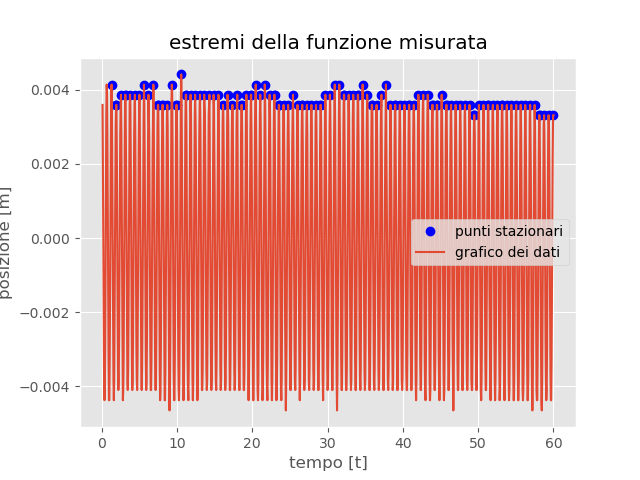 estremi della funzione misurata
0.004
0.002
0.000
−0.002
−0.004
posizione [m]
punti stazionari
grafico dei dati
0 10 20 30 40 50 60
tempo [t]